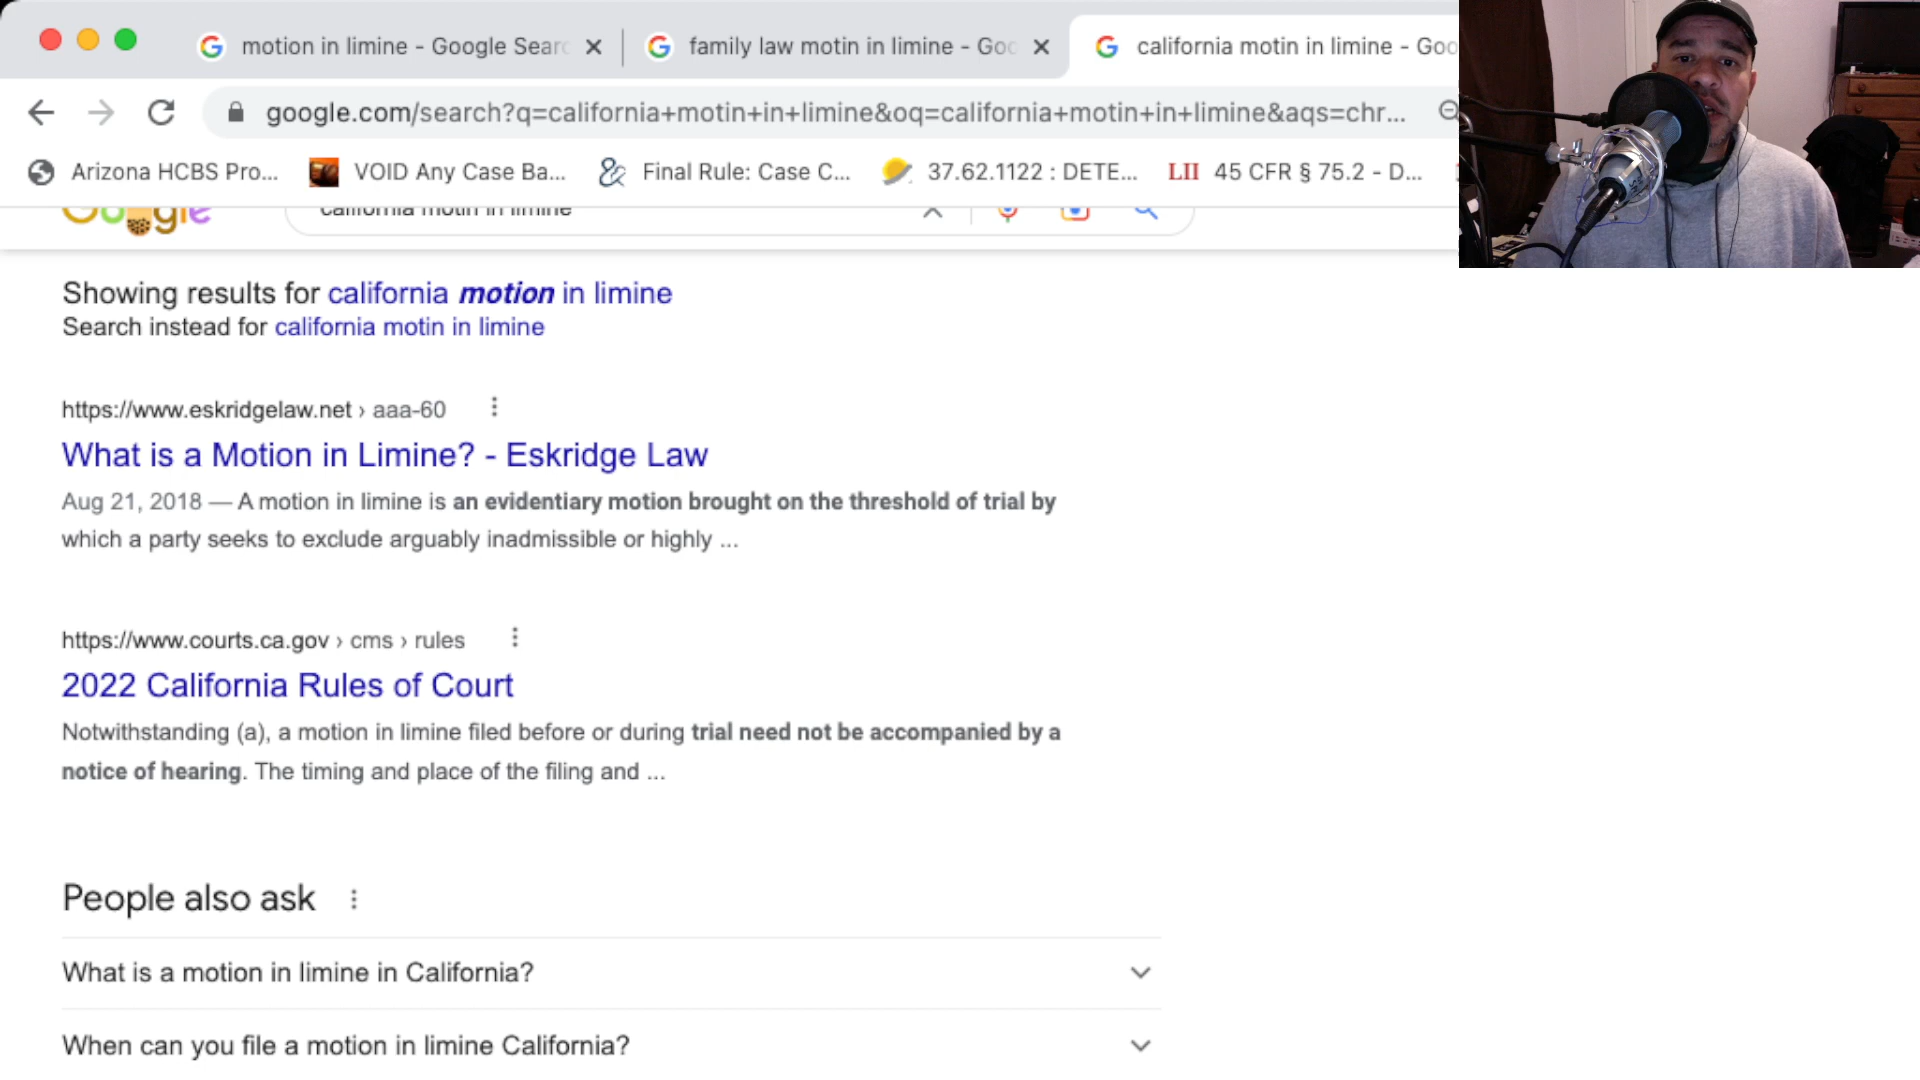 motion in limine - Google Searc
family law motin in limine - Goo
california motin in limine - Goo
google.com/search?q=california+motin+in+limine&oq=california+motin+in+limine&aqs=chr...
Arizona HCBS Pro...
VOID Any Case Ba...
Final Rule: Case C...
37.62.1122 : DETE...
LII 45 CFR § 75.2 - D...
Google
california motin in limine
Showing results for california motion in limine
Search instead for california motin in limine
https://www.eskridgelaw.net › aaa-60
What is a Motion in Limine? - Eskridge Law
Aug 21, 2018 — A motion in limine is an evidentiary motion brought on the threshold of trial by
which a party seeks to exclude arguably inadmissible or highly ...
https://www.courts.ca.gov › cms › rules
2022 California Rules of Court
Notwithstanding (a), a motion in limine filed before or during trial need not be accompanied by a
notice of hearing. The timing and place of the filing and ...
People also ask
What is a motion in limine in California?
When can you file a motion in limine California?